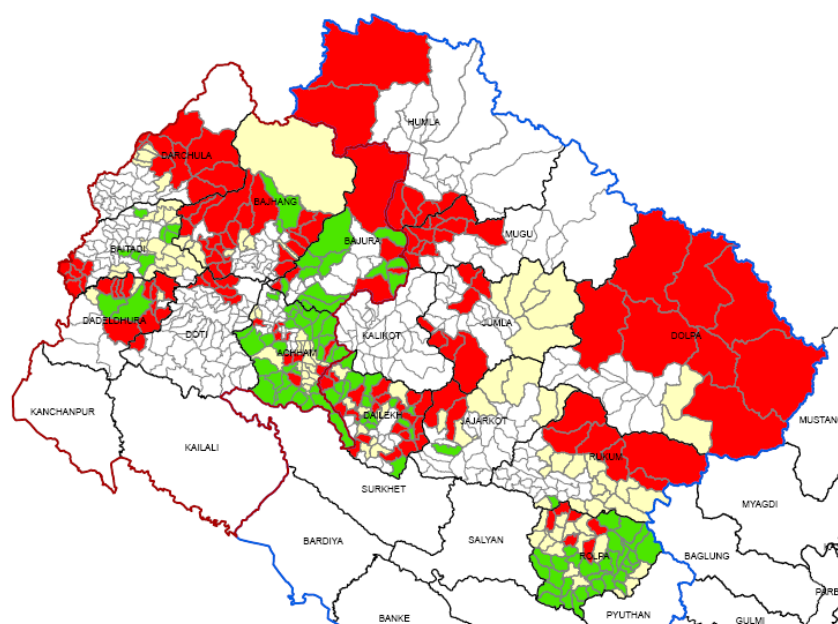 HUMLA
DARCHULA
BAJHANG
MUGU
BAJURA
BAITADI
DADELDHURA
DOTI
KALIKOT
JUMLA
DOLPA
ACHHAM
KANCHANPUR
DAILEKH
JAJARKOT
MUSTANG
KAILALI
RUKUM
SURKHET
MYAGDI
BARDIYA
SALYAN
ROLPA
BAGLUNG
BANKE
PYUTHAN
GULMI